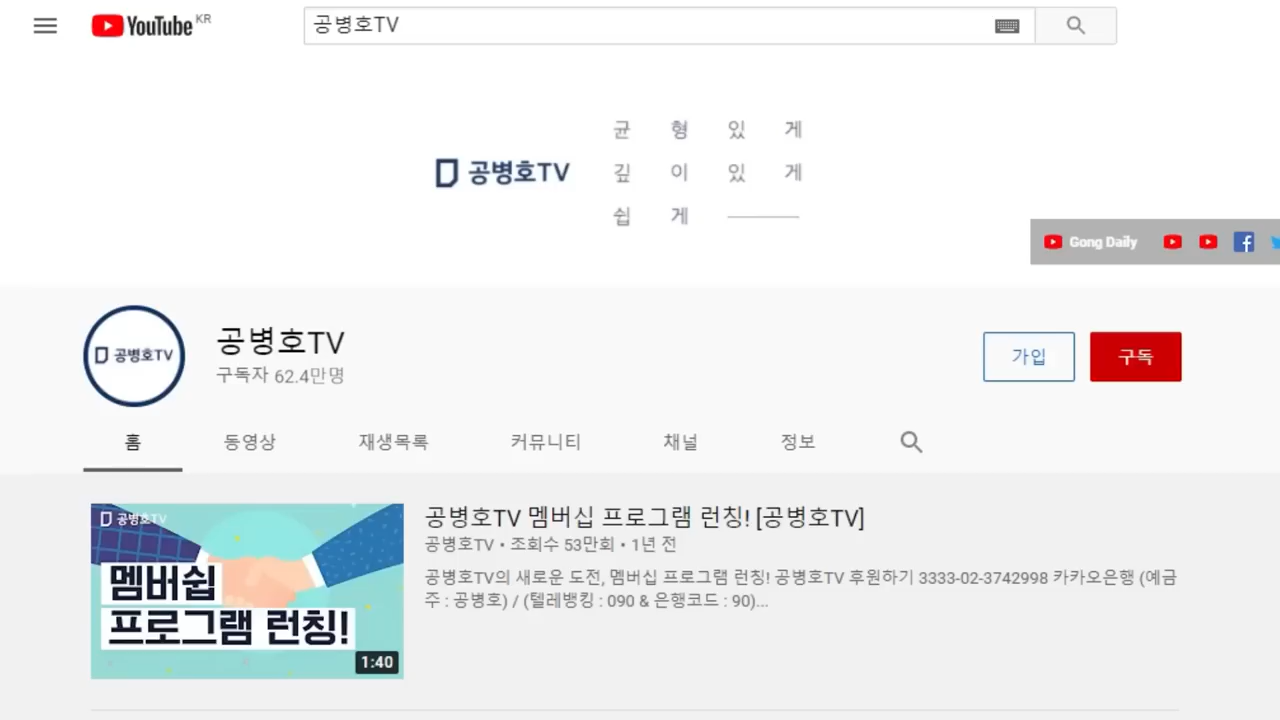 YouTube KR
공병호TV
균 형 있 게
공병호TV
깊 이 있 게
쉽 게
Gong Daily
공병호TV
공병호TV
구독자 62.4만명
가입
구독
홈 동영상 재생목록 커뮤니티 채널 정보
공병호TV
멤버쉽
프로그램 런칭!
1:40
공병호TV 멤버십 프로그램 런칭! [공병호TV]
공병호TV • 조회수 53만회 • 1년 전
공병호TV의 새로운 도전, 멤버십 프로그램 런칭! 공병호TV 후원하기 3333-02-3742998 카카오은행 (예금
주 : 공병호) / (텔레뱅킹 : 090 & 은행코드 : 90)...